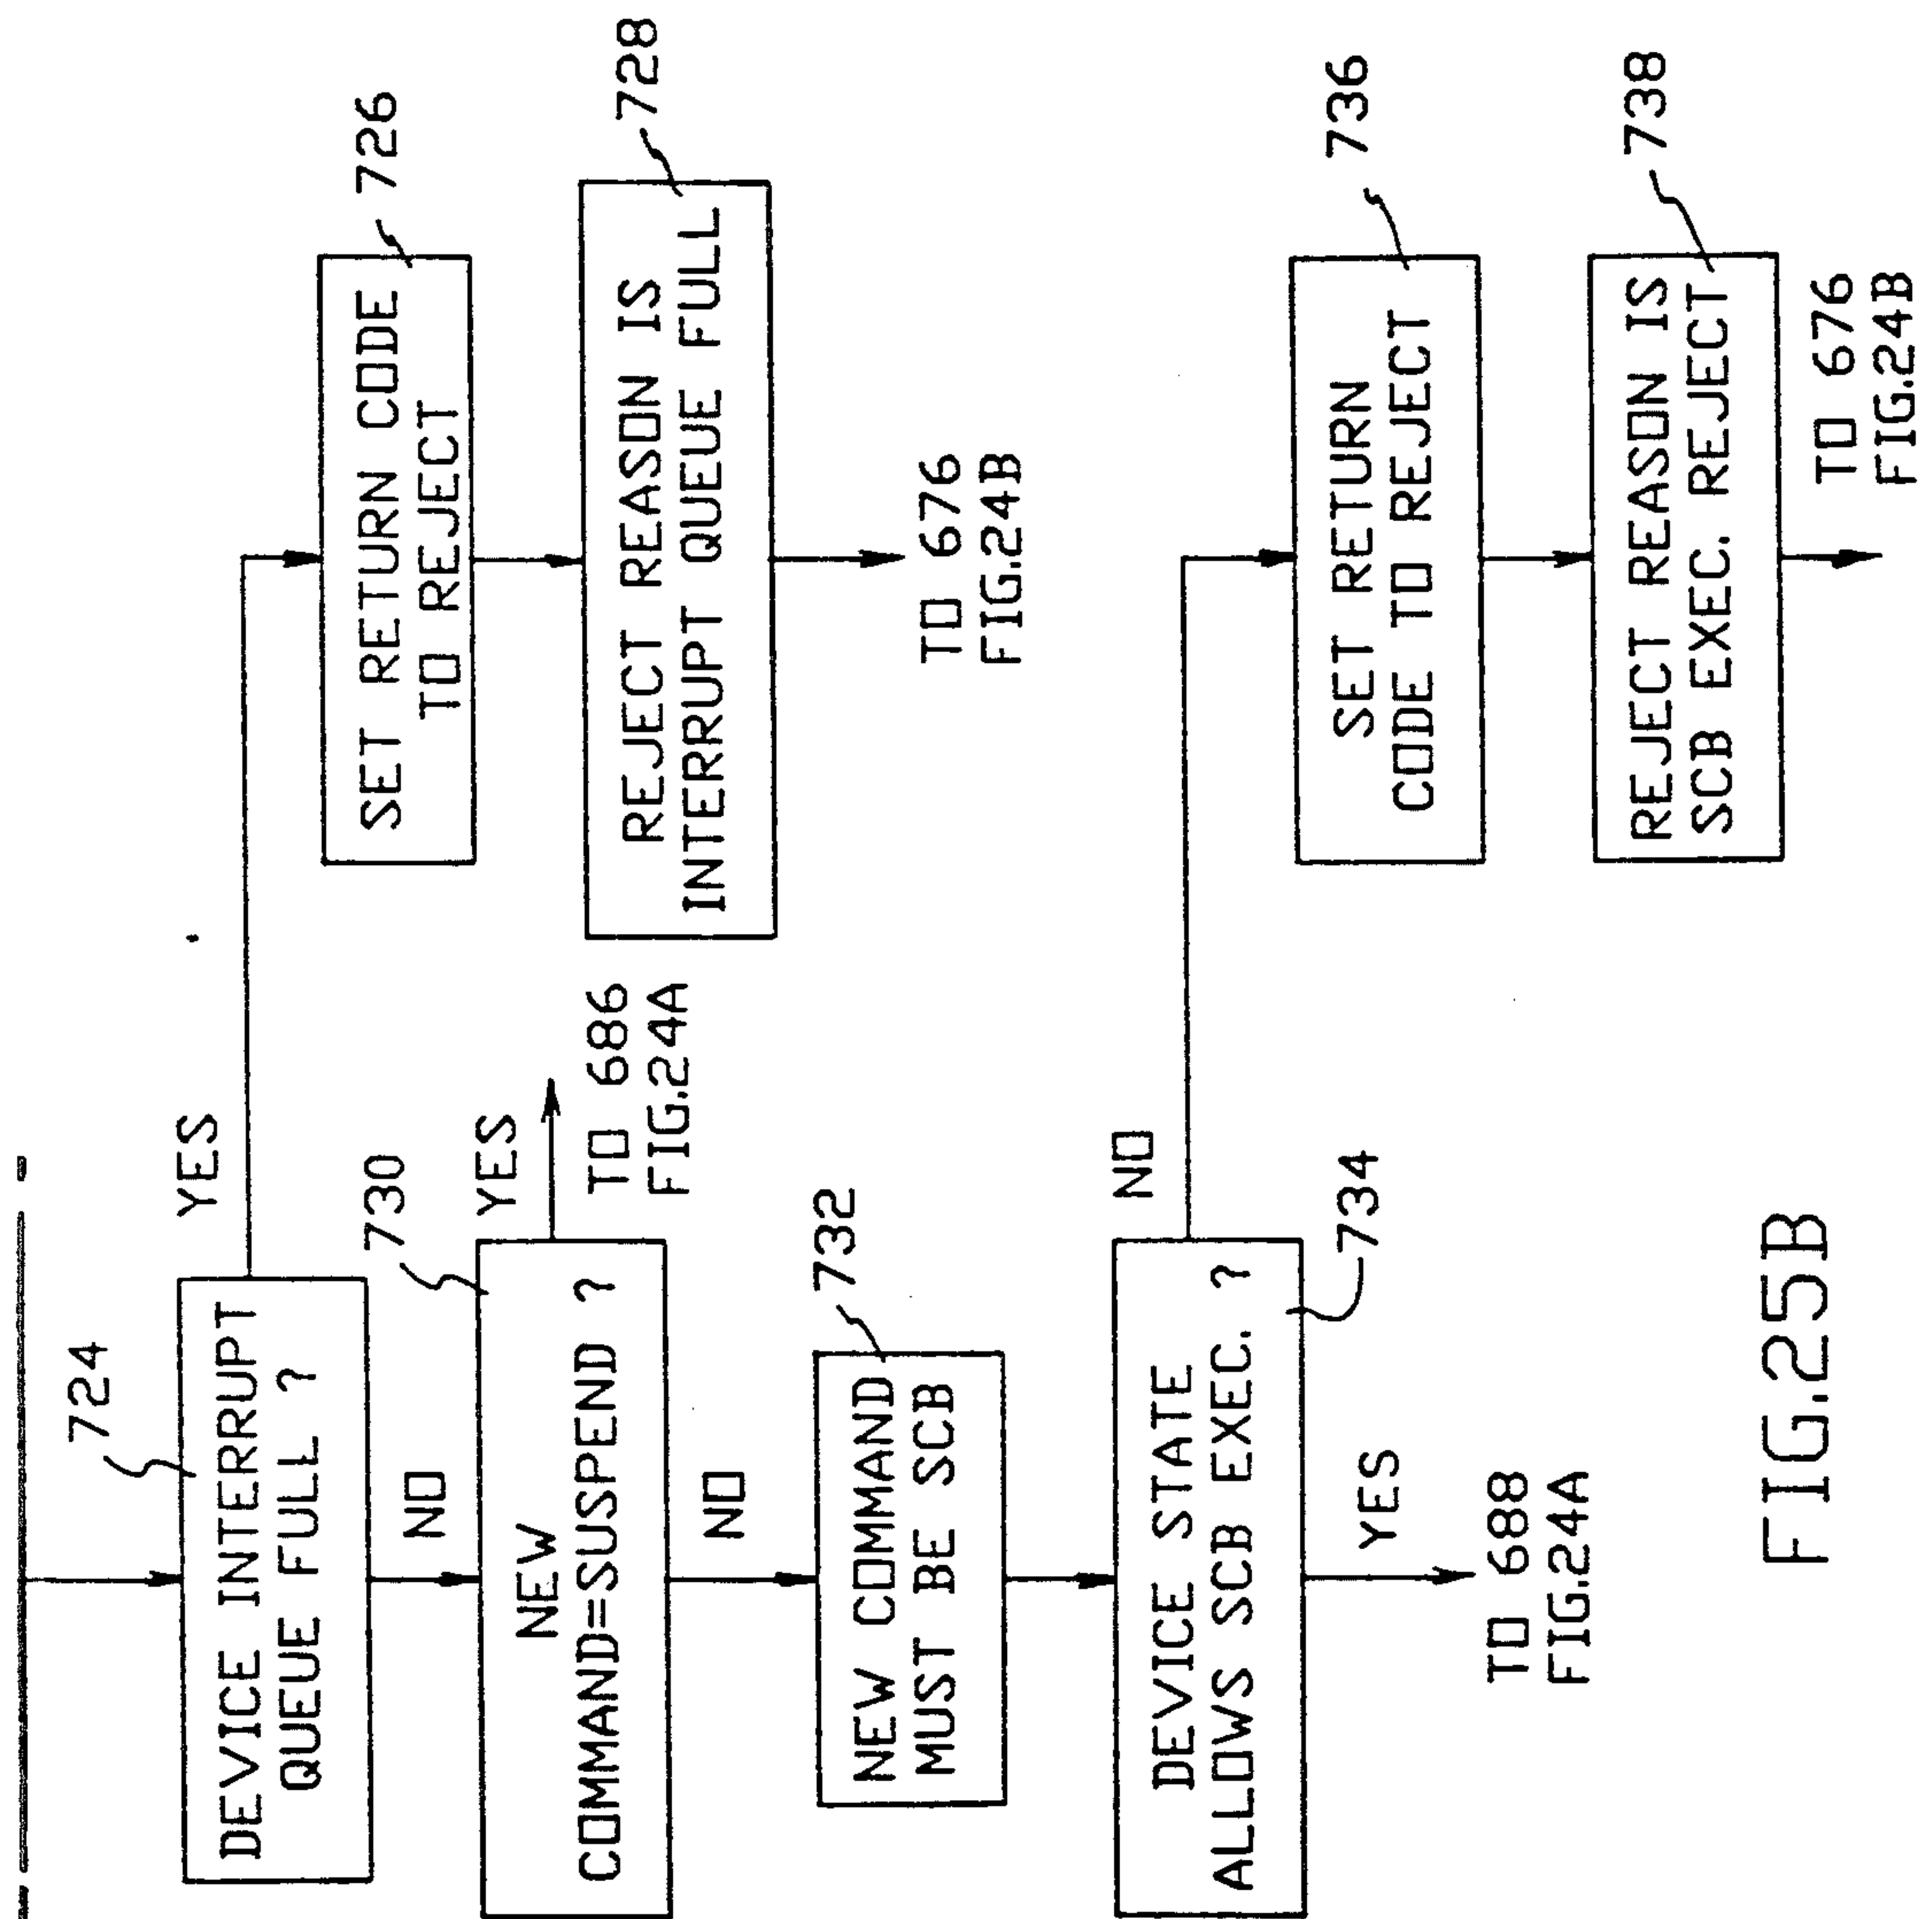 724
DEVICE INTERRUPT
QUEUE FULL ?
YES
NO
SET RETURN CODE
TO REJECT
726
REJECT REASON IS
INTERRUPT QUEUE FULL
728
TO 676
FIG.24B
730
NEW
COMMAND=SUSPEND ?
YES
TO 686
FIG.24A
NO
732
NEW COMMAND
MUST BE SCB
DEVICE STATE
ALLOWS SCB EXEC. ?
734
NO
YES
TO 688
FIG.24A
SET RETURN
CODE TO REJECT
736
REJECT REASON IS
SCB EXEC. REJECT
738
TO 676
FIG.24B
FIG.25B